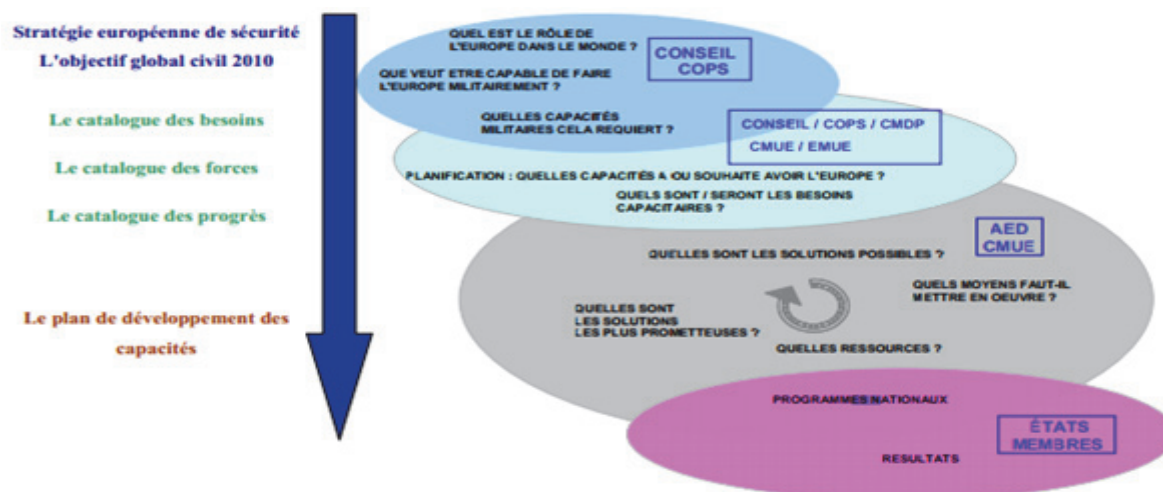 Stratégie européenne de sécurité
L'objectif global civil 2010
Le catalogue des besoins
Le catalogue des forces
Le catalogue des progrès
Le plan de développement des
capacités
QUEL EST LE RÔLE DE
L'EUROPE DANS LE MONDE ?
CONSEIL
COPS
QUE VEUT ETRE CAPABLE DE FAIRE
L'EUROPE MILITAIREMENT ?
QUELLES CAPACITÉS
MILITAIRES CELA REQUIERT ?
CONSEIL / COPS / CMDP
CMUE / EMUE
PLANIFICATION : QUELLES CAPACITÉS A OU SOUHAITE AVOIR L'EUROPE ?
QUELS SONT / SERONT LES BESOINS
CAPACITAIRES ?
AED
CMUE
QUELLES SONT LES SOLUTIONS POSSIBLES ?
QUELS MOYENS FAUT-IL
METTRE EN OEUVRE ?
QUELLES SONT
LES SOLUTIONS
LES PLUS PROMETTEUSES ?
QUELLES RESSOURCES ?
PROGRAMMES NATIONAUX
ÉTATS
MEMBRES
RESULTATS